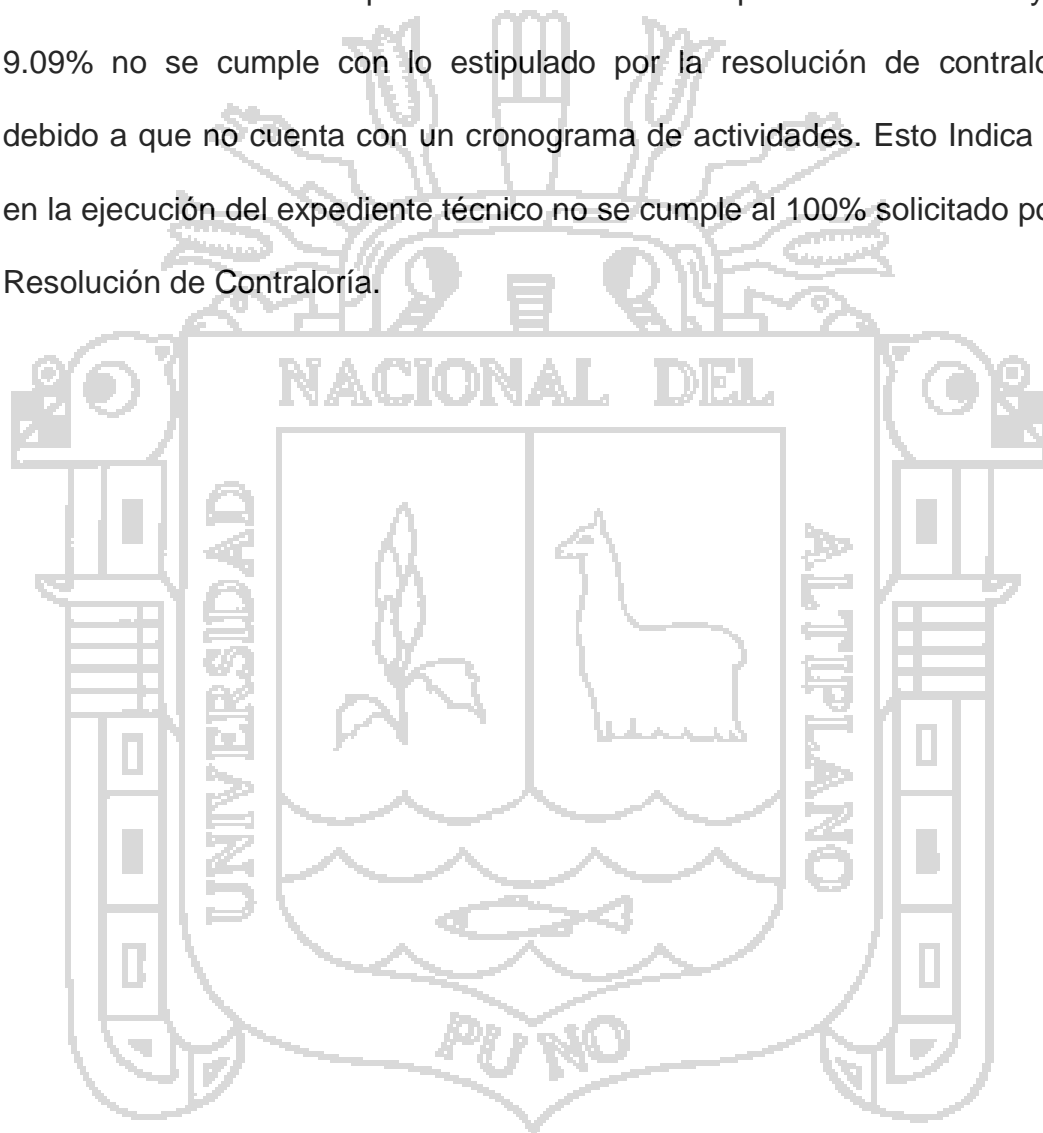 9.09% no se cumple con lo estipulado por la resolución de
debido a que no cuenta con un cronograma de actividades. Esto Indica
en la ejecución del expediente técnico no se cumple al 100% solicitado
Resolución de Contraloría.
NACIONAL DEL
UNIVERSIDAD
ALTIPLANO
PUNO